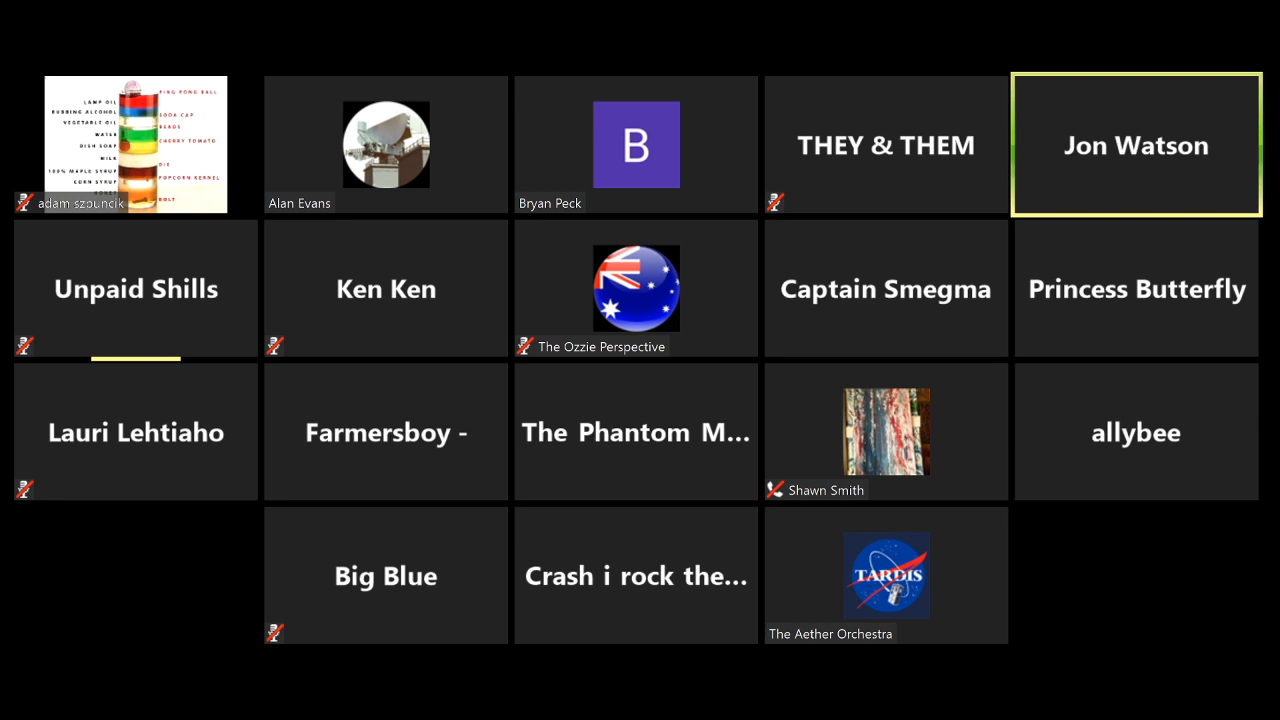 PING PONG BALL
LAMP OIL
RUBBING ALCOHOL
SODA CAP
VEGETABLE OIL
BEADS
WATER
CHERRY TOMATO
DISH SOAP
MILK
DIE
100% MAPLE SYRUP
POPCORN KERNEL
CORN SYRUP
HONEY
BOLT
adam szpuncik
Alan Evans
B
Bryan Peck
THEY & THEM
Jon Watson
Unpaid Shills
Ken Ken
The Ozzie Perspective
Captain Smegma
Princess Butterfly
Lauri Lehtiaho
Farmersboy -
The Phantom M...
Shawn Smith
allybee
Big Blue
Crash i rock the...
TARDIS
The Aether Orchestra